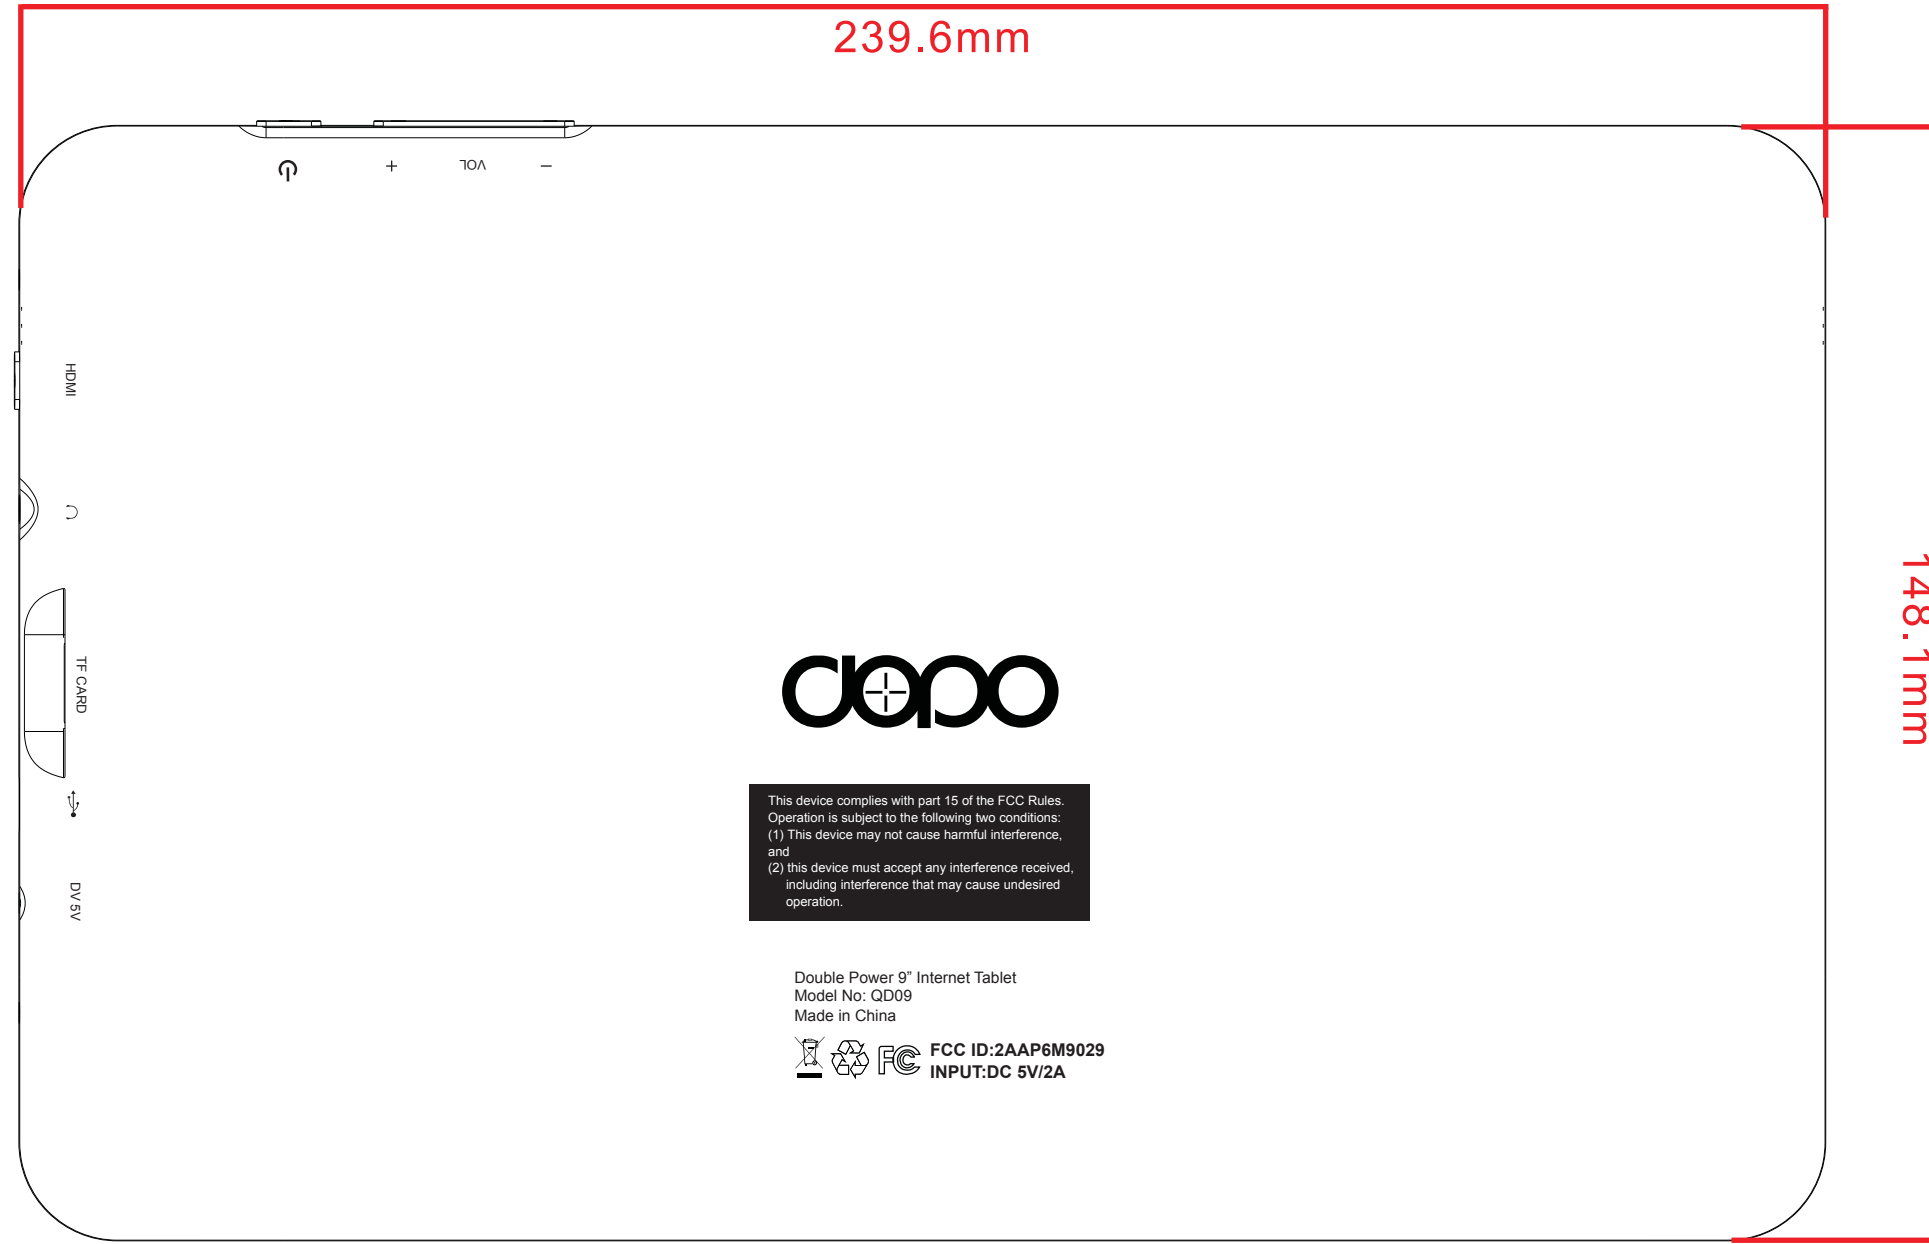 239.6mm
+ VOL −
HDMI
TF CARD
DV 5V
148.1mm
dopo
This device complies with part 15 of the FCC Rules.
Operation is subject to the following two conditions:
(1) This device may not cause harmful interference,
and
(2) this device must accept any interference received,
including interference that may cause undesired
operation.
Double Power 9” Internet Tablet
Model No: QD09
Made in China
FC FCC ID:2AAP6M9029
INPUT:DC 5V/2A